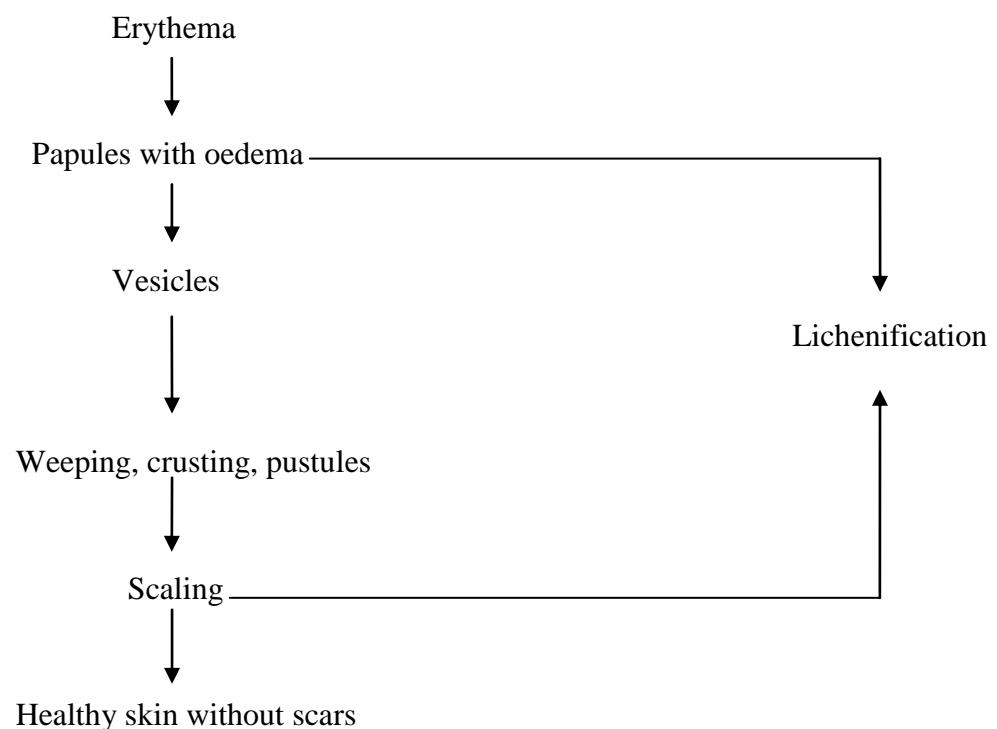 Erythema
Papules with oedema
Vesicles
Lichenification
Weeping, crusting, pustules
Scaling
Healthy skin without scars